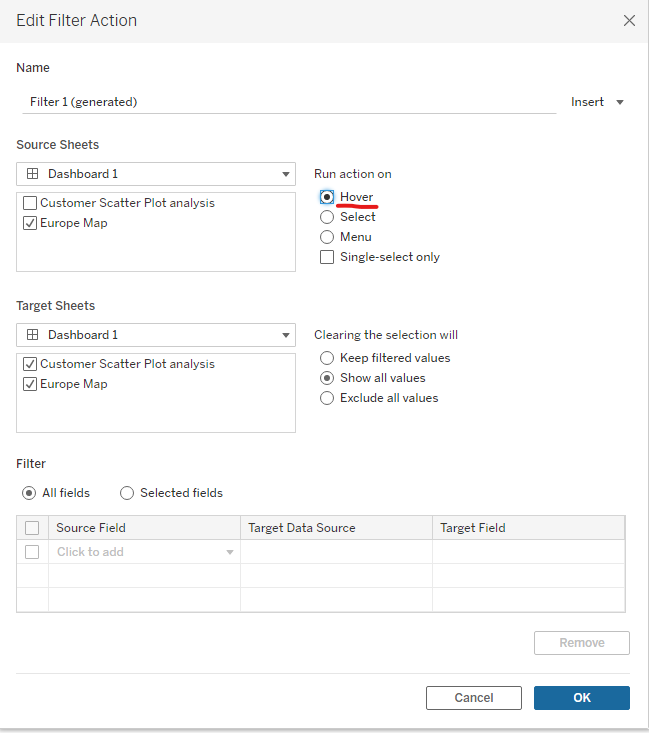 Edit Filter Action
Name
Filter 1 (generated) Insert
Source Sheets
Dashboard 1
Customer Scatter Plot analysis
Europe Map
Run action on
Hover
Select
Menu
Single-select only
Target Sheets
Dashboard 1
Customer Scatter Plot analysis
Europe Map
Clearing the selection will
Keep filtered values
Show all values
Exclude all values
Filter
All fields Selected fields
Source Field Target Data Source Target Field
Click to add
Remove
Cancel OK